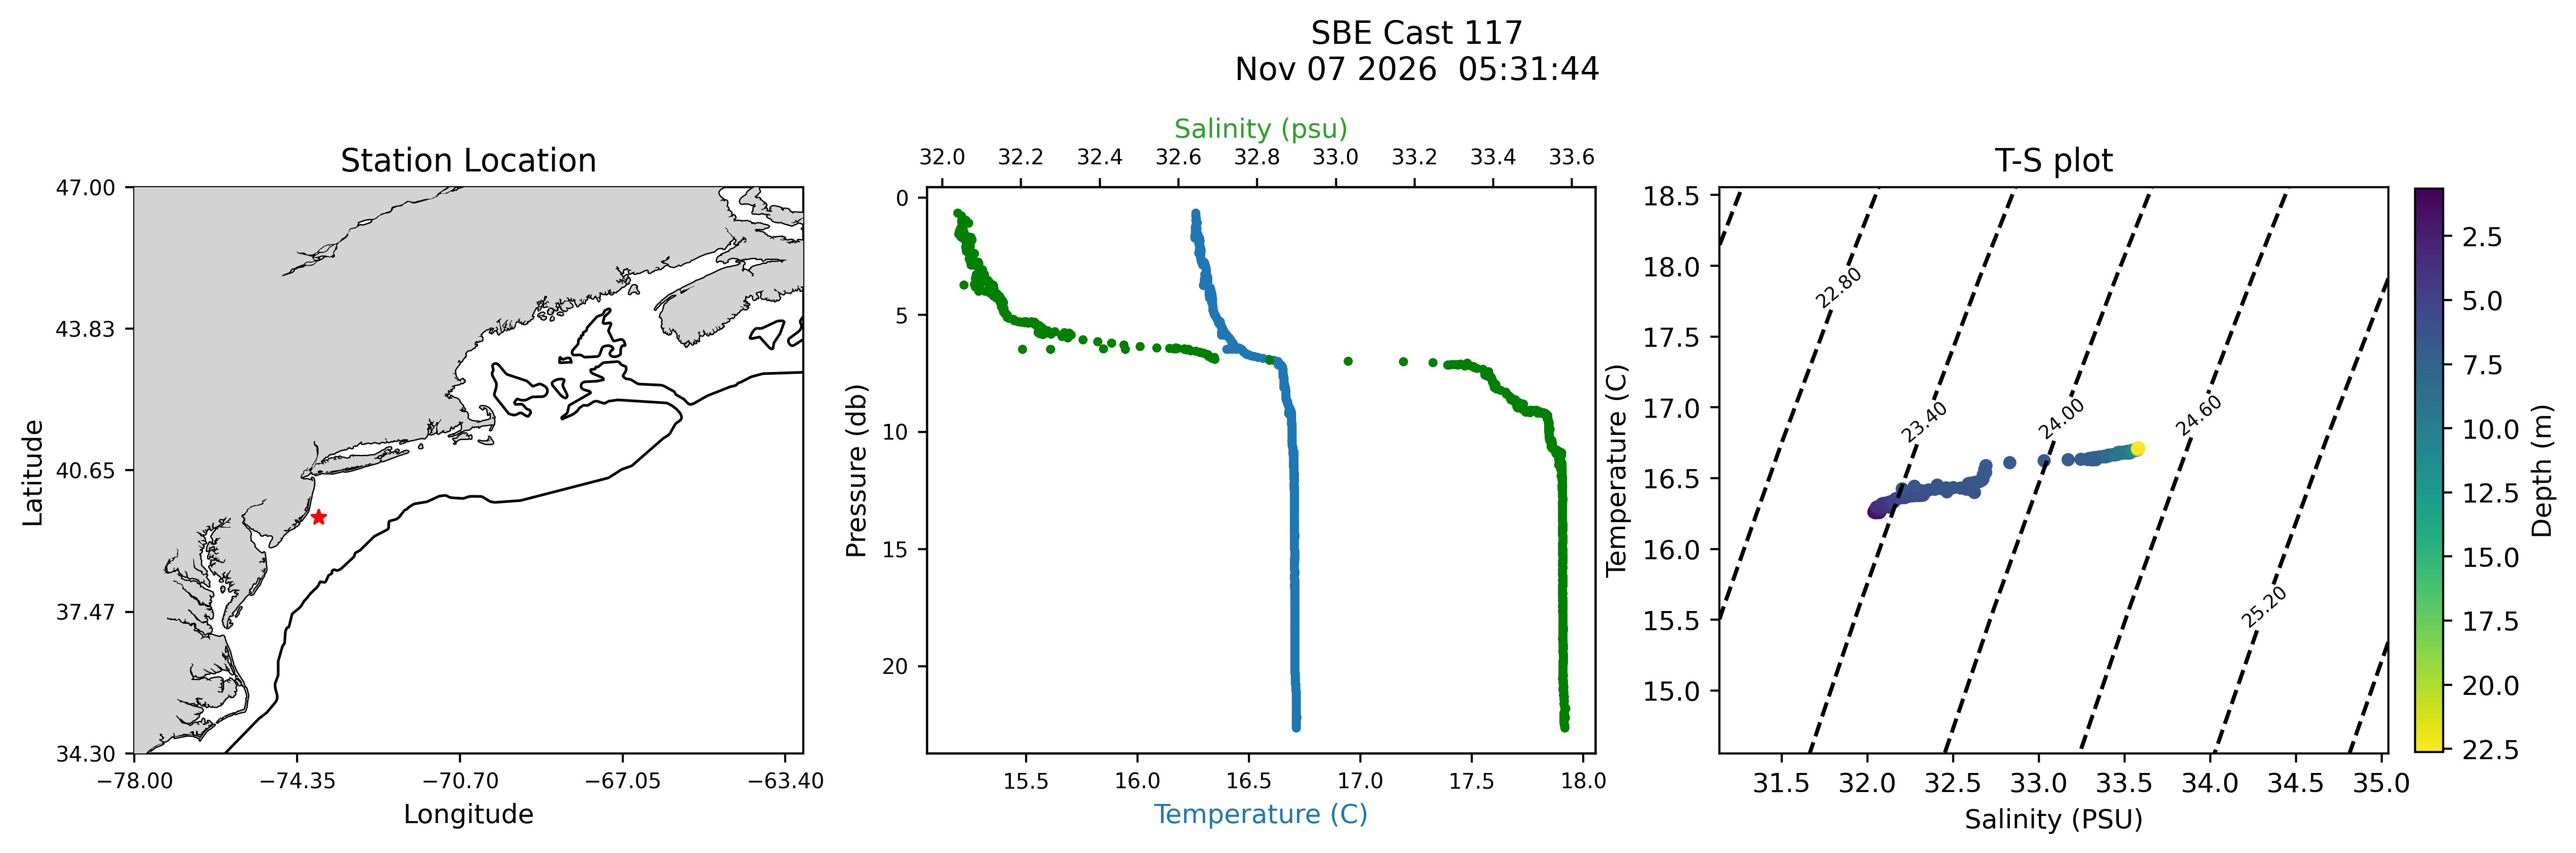 SBE Cast 117
Nov 07 2026  05:31:44
Station Location
47.00
43.83
40.65
37.47
34.30
Latitude
−78.00 −74.35 −70.70 −67.05 −63.40
Longitude
Salinity (psu)
32.0 32.2 32.4 32.6 32.8 33.0 33.2 33.4 33.6
0
5
10
15
20
Pressure (db)
15.5 16.0 16.5 17.0 17.5 18.0
Temperature (C)
T-S plot
18.5
18.0
17.5
17.0
16.5
16.0
15.5
15.0
Temperature (C)
22.80
23.40
24.00
24.60
25.20
31.5 32.0 32.5 33.0 33.5 34.0 34.5 35.0
Salinity (PSU)
2.5
5.0
7.5
10.0
12.5
15.0
17.5
20.0
22.5
Depth (m)